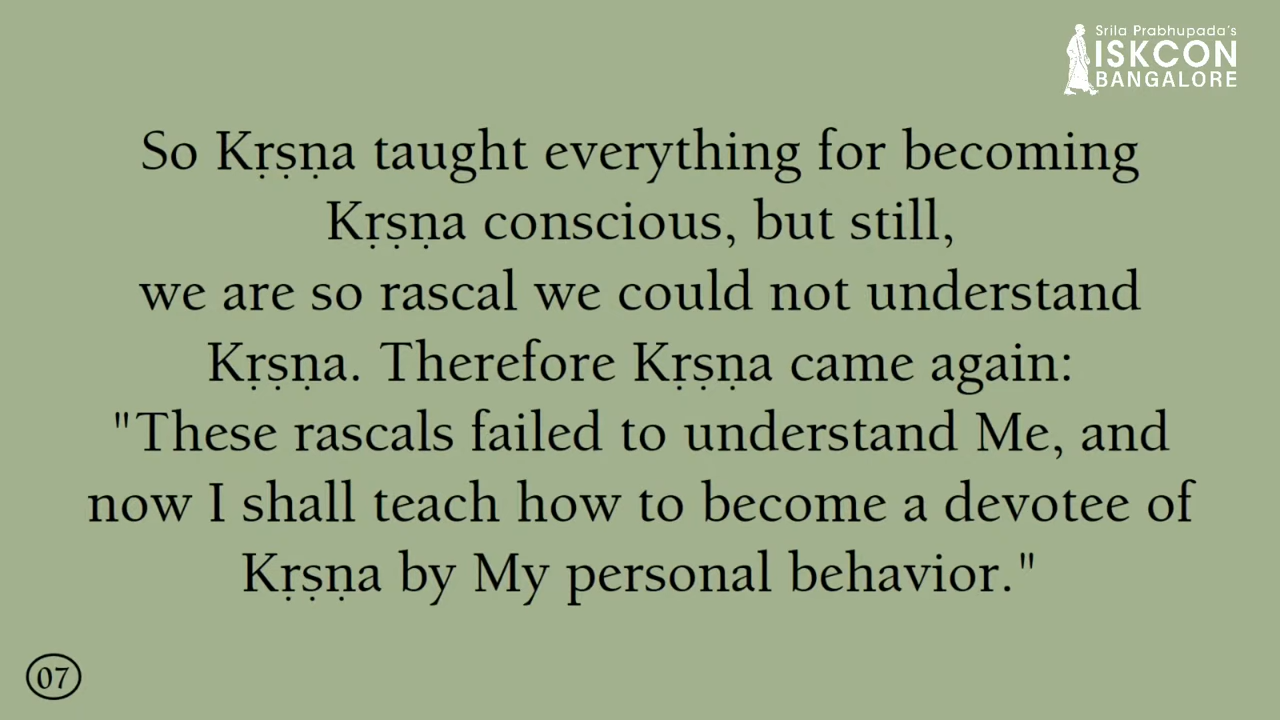 Srila Prabhupada's
ISKCON
BANGALORE
So Kṛṣṇa taught everything for becoming
Kṛṣṇa conscious, but still,
we are so rascal we could not understand
Kṛṣṇa. Therefore Kṛṣṇa came again:
"These rascals failed to understand Me, and
now I shall teach how to become a devotee of
Kṛṣṇa by My personal behavior."
07